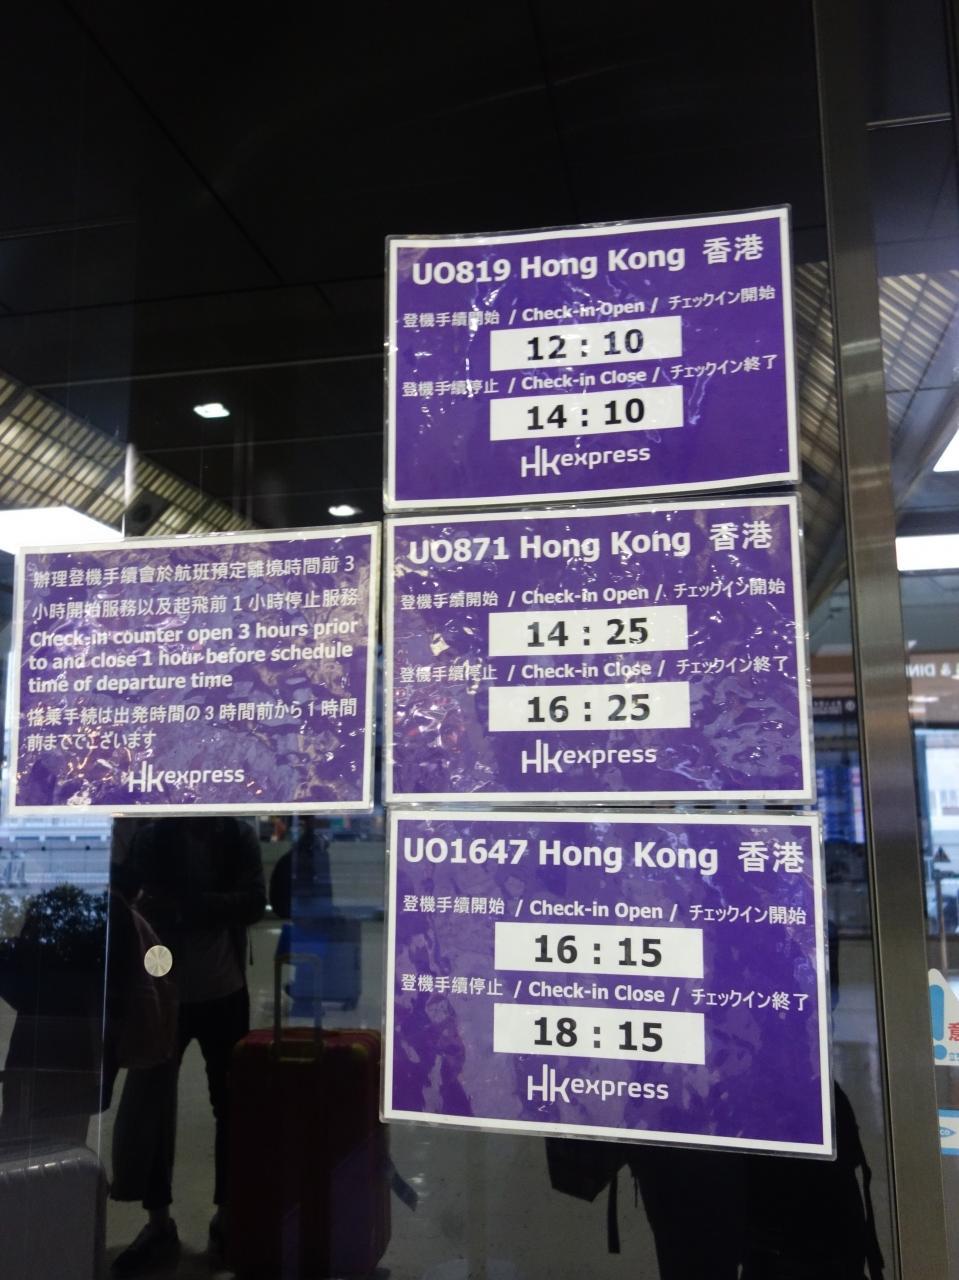 UO819 Hong Kong 香港
登機手續開始 / Check-in Open / チェックイン開始
12 : 10
登機手續停止 / Check-in Close / チェックイン終了
14 : 10
HKexpress
UO871 Hong Kong 香港
登機手續開始 / Check-in Open / チェックイン開始
14 : 25
登機手續停止 / Check-in Close / チェックイン終了
16 : 25
HKexpress
辦理登機手續會於航班預定離境時間前 3
小時開始服務以及起飛前 1 小時停止服務
Check-in counter open 3 hours prior
to and close 1 hour before schedule
time of departure time
搭乗手続は出発時間の 3 時間前から 1 時間
前まででございます
HKexpress
UO1647 Hong Kong 香港
登機手續開始 / Check-in Open / チェックイン開始
16 : 15
登機手續停止 / Check-in Close / チェックイン終了
18 : 15
HKexpress